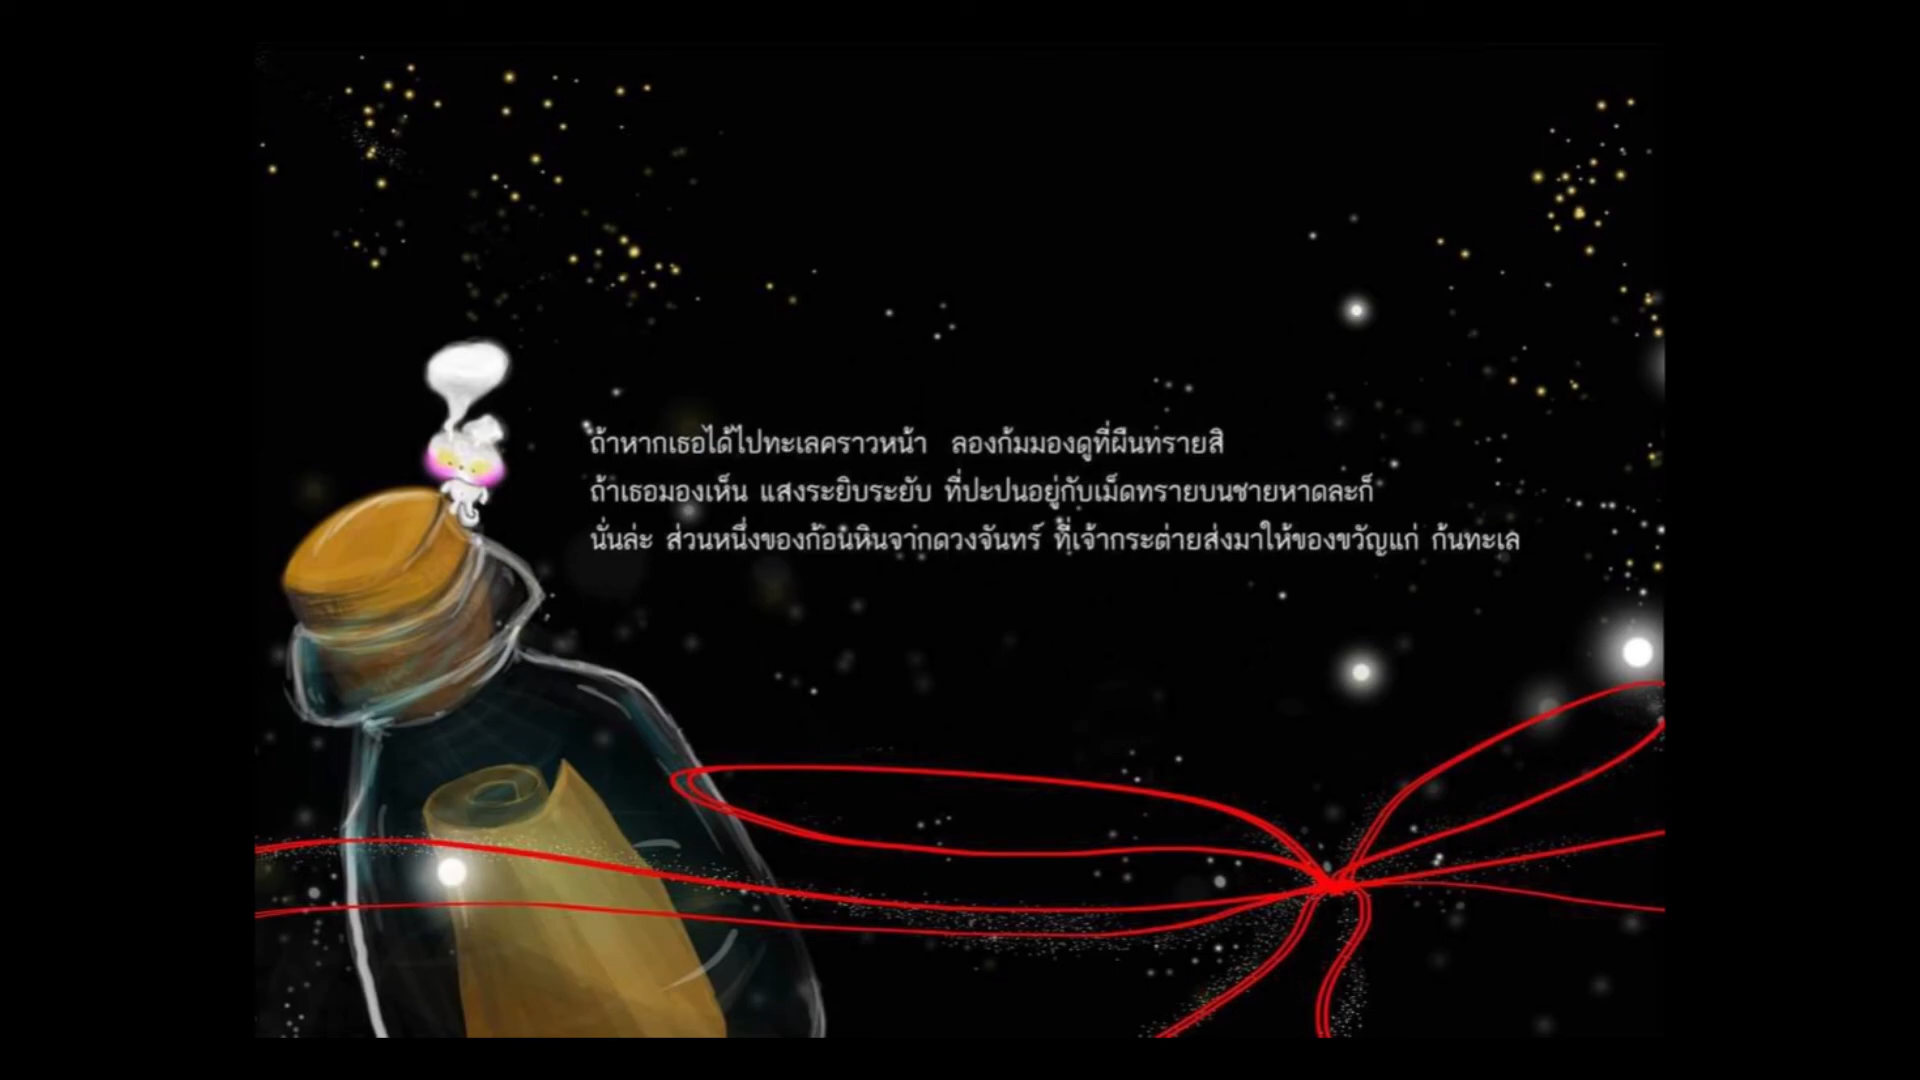 ถ้าหากเธอได้ไปทะเลคราวหน้า ลองก้มมองดูที่ผืนทรายสิ
ถ้าเธอมองเห็น แสงระยิบระยับ ที่ปะปนอยู่กับเม็ดทรายบนชายหาดละก็
นั่นล่ะ ส่วนหนึ่งของก้อนหินจากดวงจันทร์ ที่เจ้ากระต่ายส่งมาให้ของขวัญแก่ ก้นทะเล